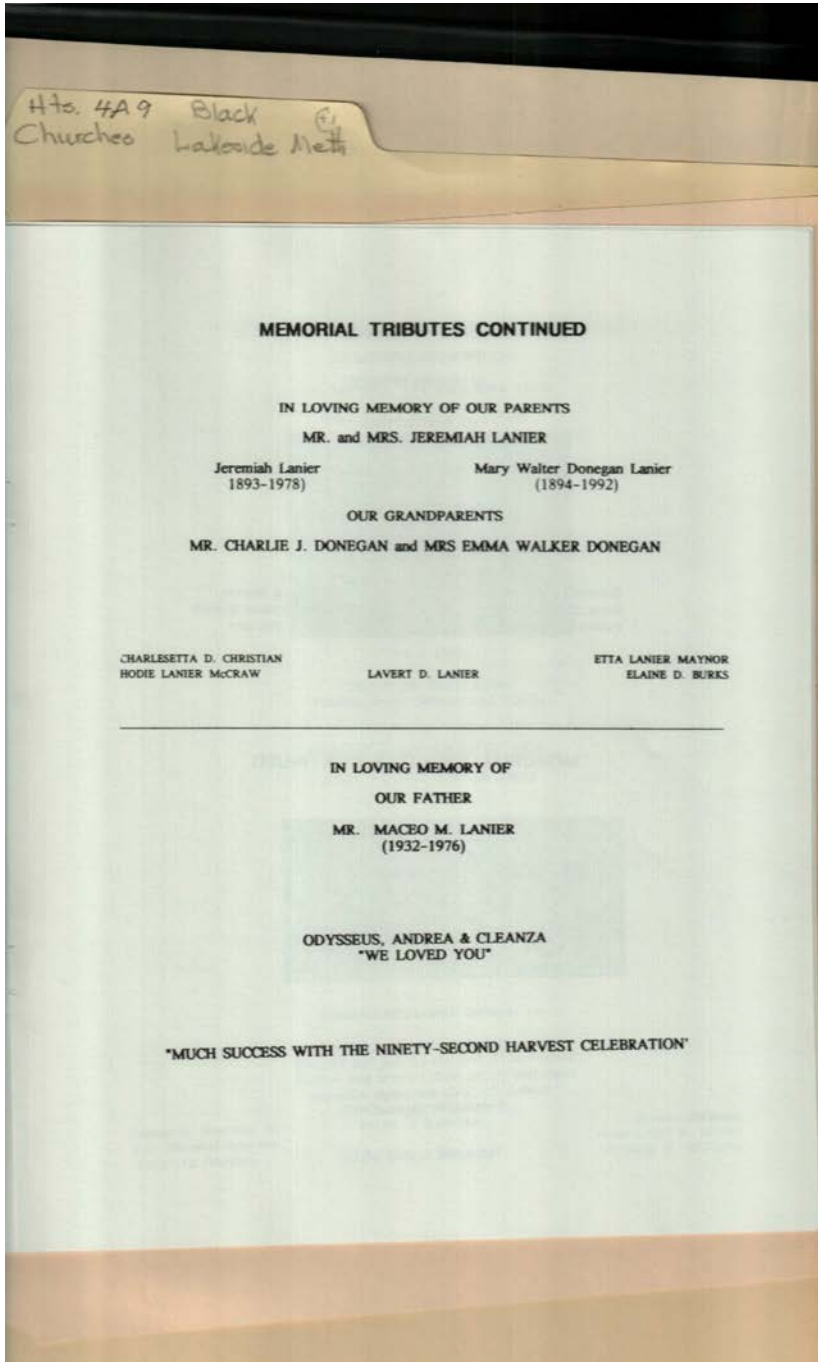 Hts. 4A9 Black
Churches Lakeside Meth
MEMORIAL TRIBUTES CONTINUED
IN LOVING MEMORY OF OUR PARENTS
MR. and MRS. JEREMIAH LANIER
Jeremiah Lanier Mary Walter Donegan Lanier
1893-1978) (1894-1992)
OUR GRANDPARENTS
MR. CHARLIE J. DONEGAN and MRS EMMA WALKER DONEGAN
CHARLESETTA D. CHRISTIAN ETTA LANIER MAYNOR
HODIE LANIER McCRAW LAVERT D. LANIER ELAINE D. BURKS
IN LOVING MEMORY OF
OUR FATHER
MR. MACEO M. LANIER
(1932-1976)
ODYSSEUS, ANDREA & CLEANZA
"WE LOVED YOU"
"MUCH SUCCESS WITH THE NINETY-SECOND HARVEST CELEBRATION"